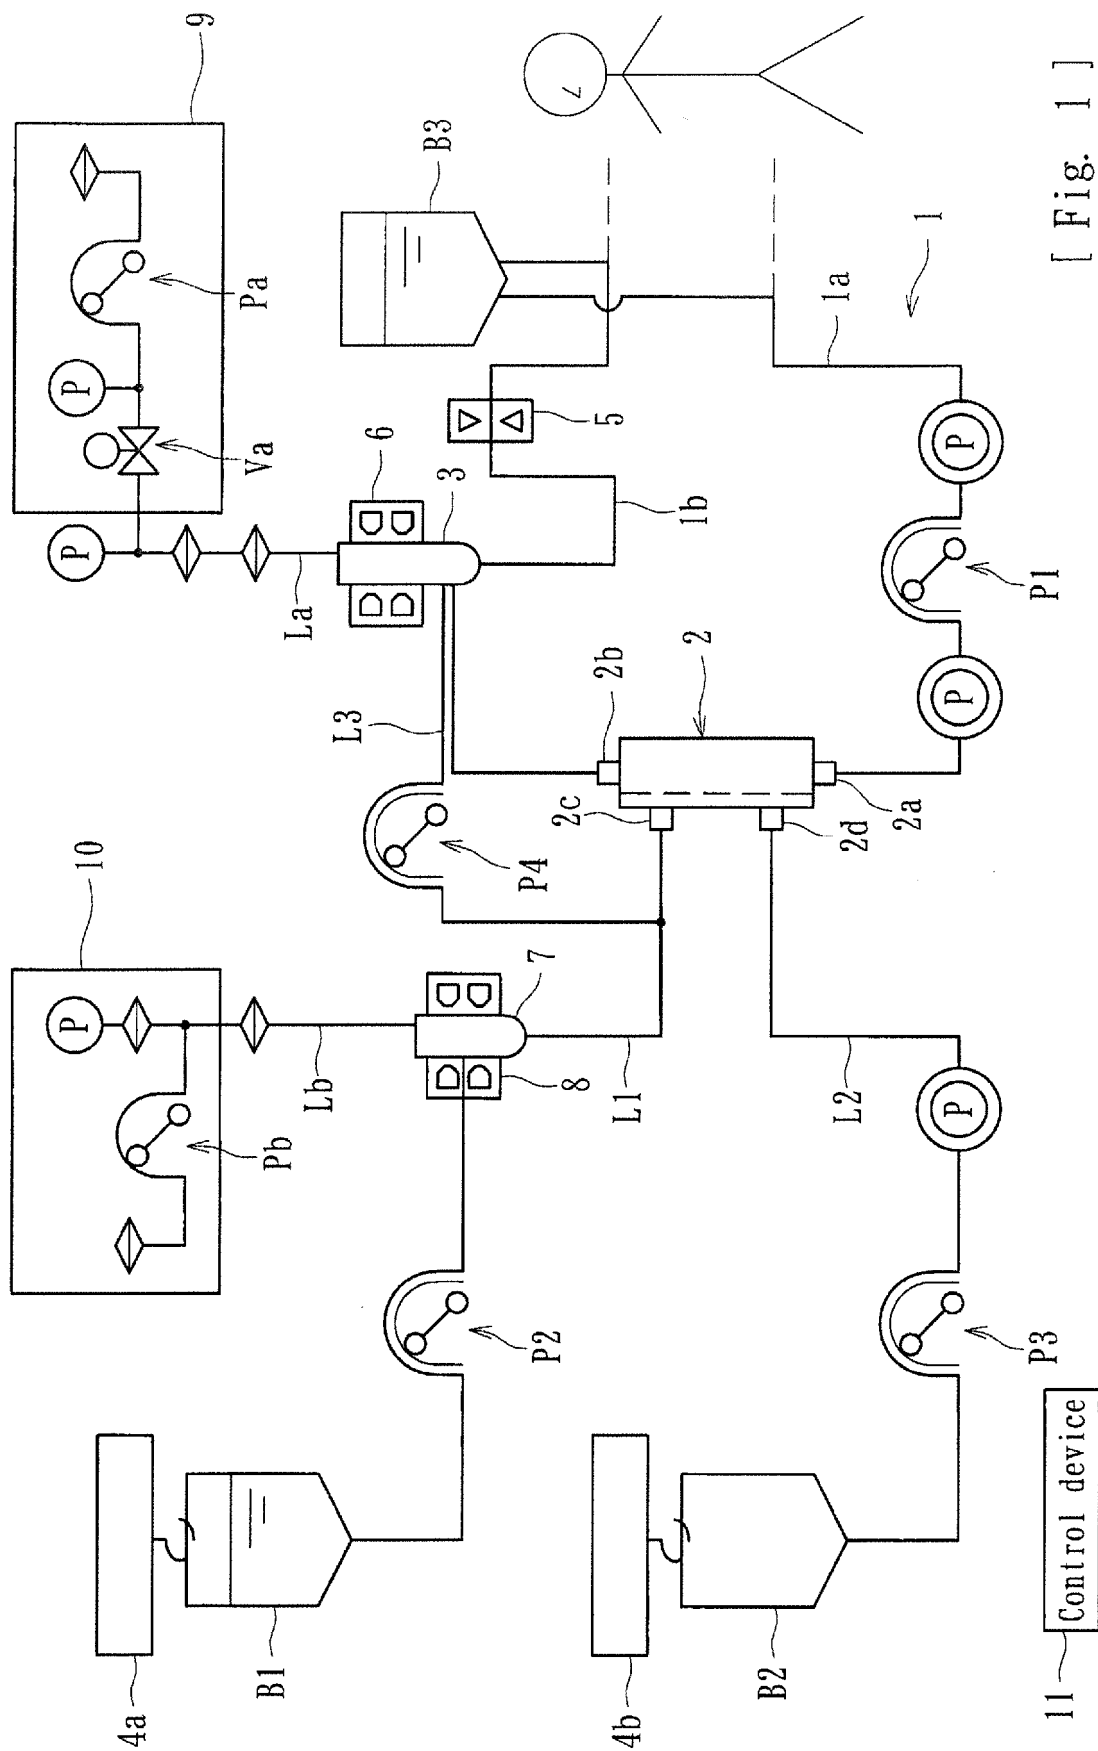 [ Fig. 1 ]
9
Pa
P
Va
P
La
6
3
B3
5
1b
1a
1
P
P1
P
L3
2b
2
2c
2a
2d
P4
10
P
Pb
Lb
7
8
L1
L2
P
P2
P3
4a
B1
4b
B2
11
Control device